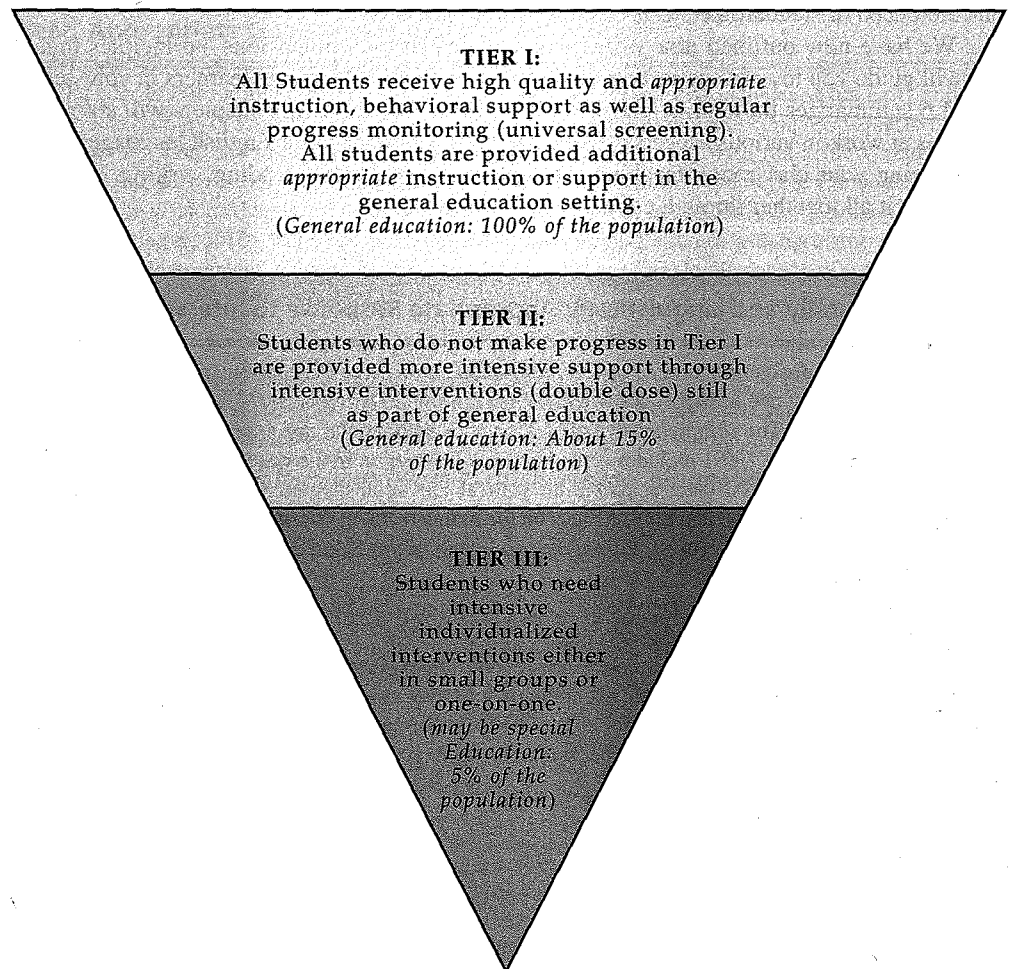 TIER I:
All Students receive high quality and appropriate
instruction, behavioral support as well as regular
progress monitoring (universal screening).
All students are provided additional
appropriate instruction or support in the
general education setting.
(General education: 100% of the population)
TIER II:
Students who do not make progress in Tier I
are provided more intensive support through
intensive interventions (double dose) still
as part of general education
(General education: About 15%
of the population)
TIER III:
Students who need
intensive
individualized
interventions either
in small groups or
one-on-one.
(may be special
Education:
5% of the
population)